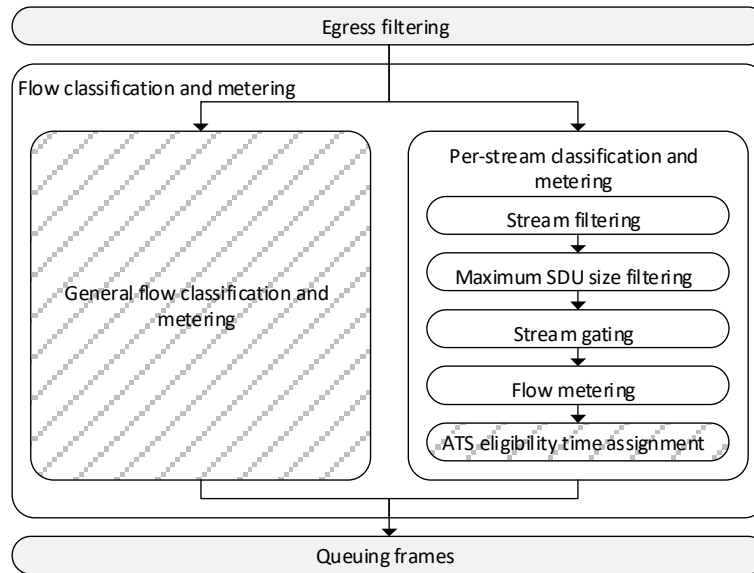 Egress filtering
Flow classification and metering
General flow classification and
metering
Per-stream classification and
metering
Stream filtering
Maximum SDU size filtering
Stream gating
Flow metering
ATS eligibility time assignment
Queuing frames